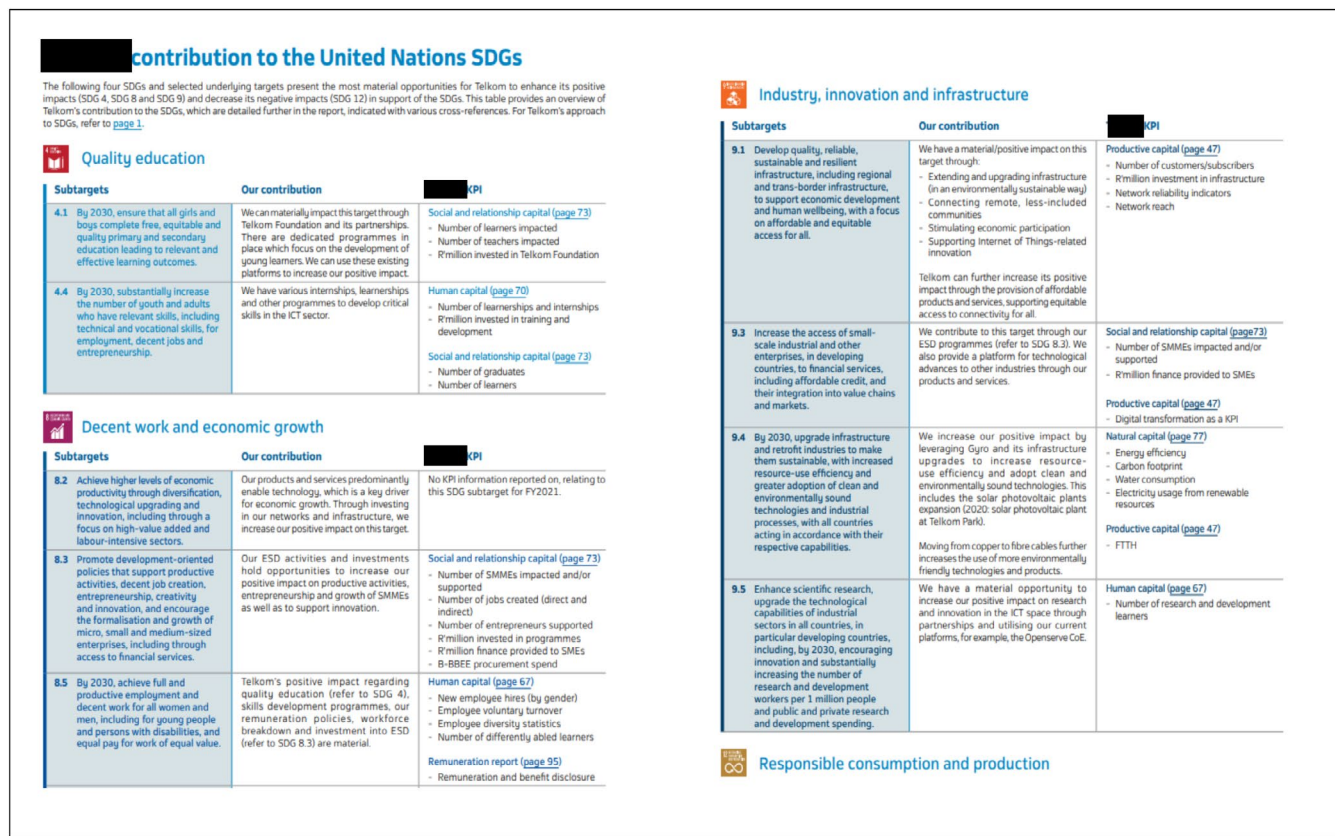 contribution to the United Nations SDGs
The following four SDGs and selected underlying targets present the most material opportunities for Telkom to enhance its positive
impacts (SDG 4, SDG 8 and SDG 9) and decrease its negative impacts (SDG 12) in support of the SDGs. This table provides an overview of
Telkom's contribution to the SDGs, which are detailed further in the report, indicated with various cross-references. For Telkom's approach
to SDGs, refer to page 1.
Quality education
Subtargets
Our contribution
KPI
4.1 By 2030, ensure that all girls and
boys complete free, equitable and
quality primary and secondary
education leading to relevant and
effective learning outcomes.
We can materially impact this target through
Telkom Foundation and its partnerships.
There are dedicated programmes in
place which focus on the development of
young learners. We can use these existing
platforms to increase our positive impact.
Social and relationship capital (page 73)
- Number of learners impacted
- Number of teachers impacted
- R'million invested in Telkom Foundation
4.4 By 2030, substantially increase
the number of youth and adults
who have relevant skills, including
technical and vocational skills, for
employment, decent jobs and
entrepreneurship.
We have various internships, learnerships
and other programmes to develop critical
skills in the ICT sector.
Human capital (page 70)
- Number of learnerships and internships
- R'million invested in training and
development
Social and relationship capital (page 73)
- Number of graduates
- Number of learners
Decent work and economic growth
Subtargets
Our contribution
KPI
8.2 Achieve higher levels of economic
productivity through diversification,
technological upgrading and
innovation, including through a
focus on high-value added and
labour-intensive sectors.
Our products and services predominantly
enable technology, which is a key driver
for economic growth. Through investing
in our networks and infrastructure, we
increase our positive impact on this target.
No KPI information reported on, relating to
this SDG subtarget for FY2021.
8.3 Promote development-oriented
policies that support productive
activities, decent job creation,
entrepreneurship, creativity
and innovation, and encourage
the formalisation and growth of
micro, small and medium-sized
enterprises, including through
access to financial services.
Our ESD activities and investments
hold opportunities to increase our
positive impact on productive activities,
entrepreneurship and growth of SMMEs
as well as to support innovation.
Social and relationship capital (page 73)
- Number of SMMEs impacted and/or
supported
- Number of jobs created (direct and
indirect)
- Number of entrepreneurs supported
- R'million invested in programmes
- R'million finance provided to SMEs
- B-BBEE procurement spend
8.5 By 2030, achieve full and
productive employment and
decent work for all women and
men, including for young people
and persons with disabilities, and
equal pay for work of equal value.
Telkom's positive impact regarding
quality education (refer to SDG 4),
skills development programmes, our
remuneration policies, workforce
breakdown and investment into ESD
(refer to SDG 8.3) are material.
Human capital (page 67)
- New employee hires (by gender)
- Employee voluntary turnover
- Employee diversity statistics
- Number of differently abled learners
Remuneration report (page 95)
- Remuneration and benefit disclosure
Industry, innovation and infrastructure
Subtargets
Our contribution
KPI
9.1 Develop quality, reliable,
sustainable and resilient
infrastructure, including regional
and trans-border infrastructure,
to support economic development
and human wellbeing, with a focus
on affordable and equitable
access for all.
We have a material/positive impact on this
target through:
- Extending and upgrading infrastructure
(in an environmentally sustainable way)
- Connecting remote, less-included
communities
- Stimulating economic participation
- Supporting Internet of Things-related
innovation
Telkom can further increase its positive
impact through the provision of affordable
products and services, supporting equitable
access to connectivity for all.
Productive capital (page 47)
- Number of customers/subscribers
- R'million investment in infrastructure
- Network reliability indicators
- Network reach
9.3 Increase the access of small-
scale industrial and other
enterprises, in developing
countries, to financial services,
including affordable credit, and
their integration into value chains
and markets.
We contribute to this target through our
ESD programmes (refer to SDG 8.3). We
also provide a platform for technological
advances to other industries through our
products and services.
Social and relationship capital (page73)
- Number of SMMEs impacted and/or
supported
- R'million finance provided to SMEs
Productive capital (page 47)
- Digital transformation as a KPI
9.4 By 2030, upgrade infrastructure
and retrofit industries to make
them sustainable, with increased
resource-use efficiency and
greater adoption of clean and
environmentally sound
technologies and industrial
processes, with all countries
acting in accordance with their
respective capabilities.
We increase our positive impact by
leveraging Gyro and its infrastructure
upgrades to increase resource-
use efficiency and adopt clean and
environmentally sound technologies. This
includes the solar photovoltaic plants
expansion (2020: solar photovoltaic plant
at Telkom Park).
Moving from copper to fibre cables further
increases the use of more environmentally
friendly technologies and products.
Natural capital (page 77)
- Energy efficiency
- Carbon footprint
- Water consumption
- Electricity usage from renewable
resources
Productive capital (page 47)
- FTTH
9.5 Enhance scientific research,
upgrade the technological
capabilities of industrial
sectors in all countries, in
particular developing countries,
including, by 2030, encouraging
innovation and substantially
increasing the number of
research and development
workers per 1 million people
and public and private research
and development spending.
We have a material opportunity to
increase our positive impact on research
and innovation in the ICT space through
partnerships and utilising our current
platforms, for example, the Openserve CoE.
Human capital (page 67)
- Number of research and development
learners
Responsible consumption and production